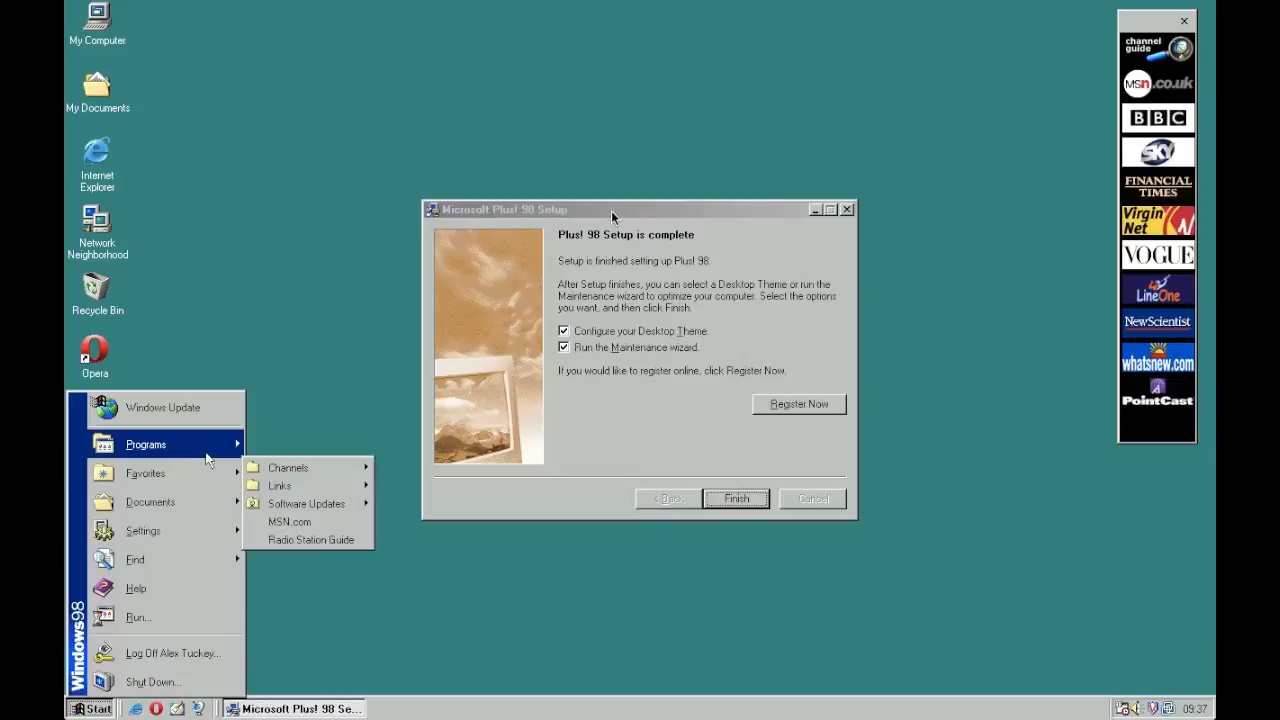 My Computer
My Documents
Internet
Explorer
Network
Neighborhood
Recycle Bin
Opera
channel
guide
msn.co.uk
BBC
sky
FINANCIAL
TIMES
Virgin
Net
VOGUE
LineOne
NewScientist
whatsnew.com
PointCast
Microsoft Plus! 98 Setup
Plus! 98 Setup is complete
Setup is finished setting up Plus! 98.
After Setup finishes, you can select a Desktop Theme or run the
Maintenance wizard to optimize your computer. Select the options
you want, and then click Finish.
Configure your Desktop Theme.
Run the Maintenance wizard.
If you would like to register online, click Register Now.
Register Now
< Back
Finish
Cancel
Windows Update
Programs
Favorites
Documents
Settings
Find
Help
Run...
Log Off Alex Tuckey...
Shut Down...
Windows98
Channels
Links
Software Updates
MSN.com
Radio Station Guide
Start
Microsoft Plus! 98 Se...
09:37